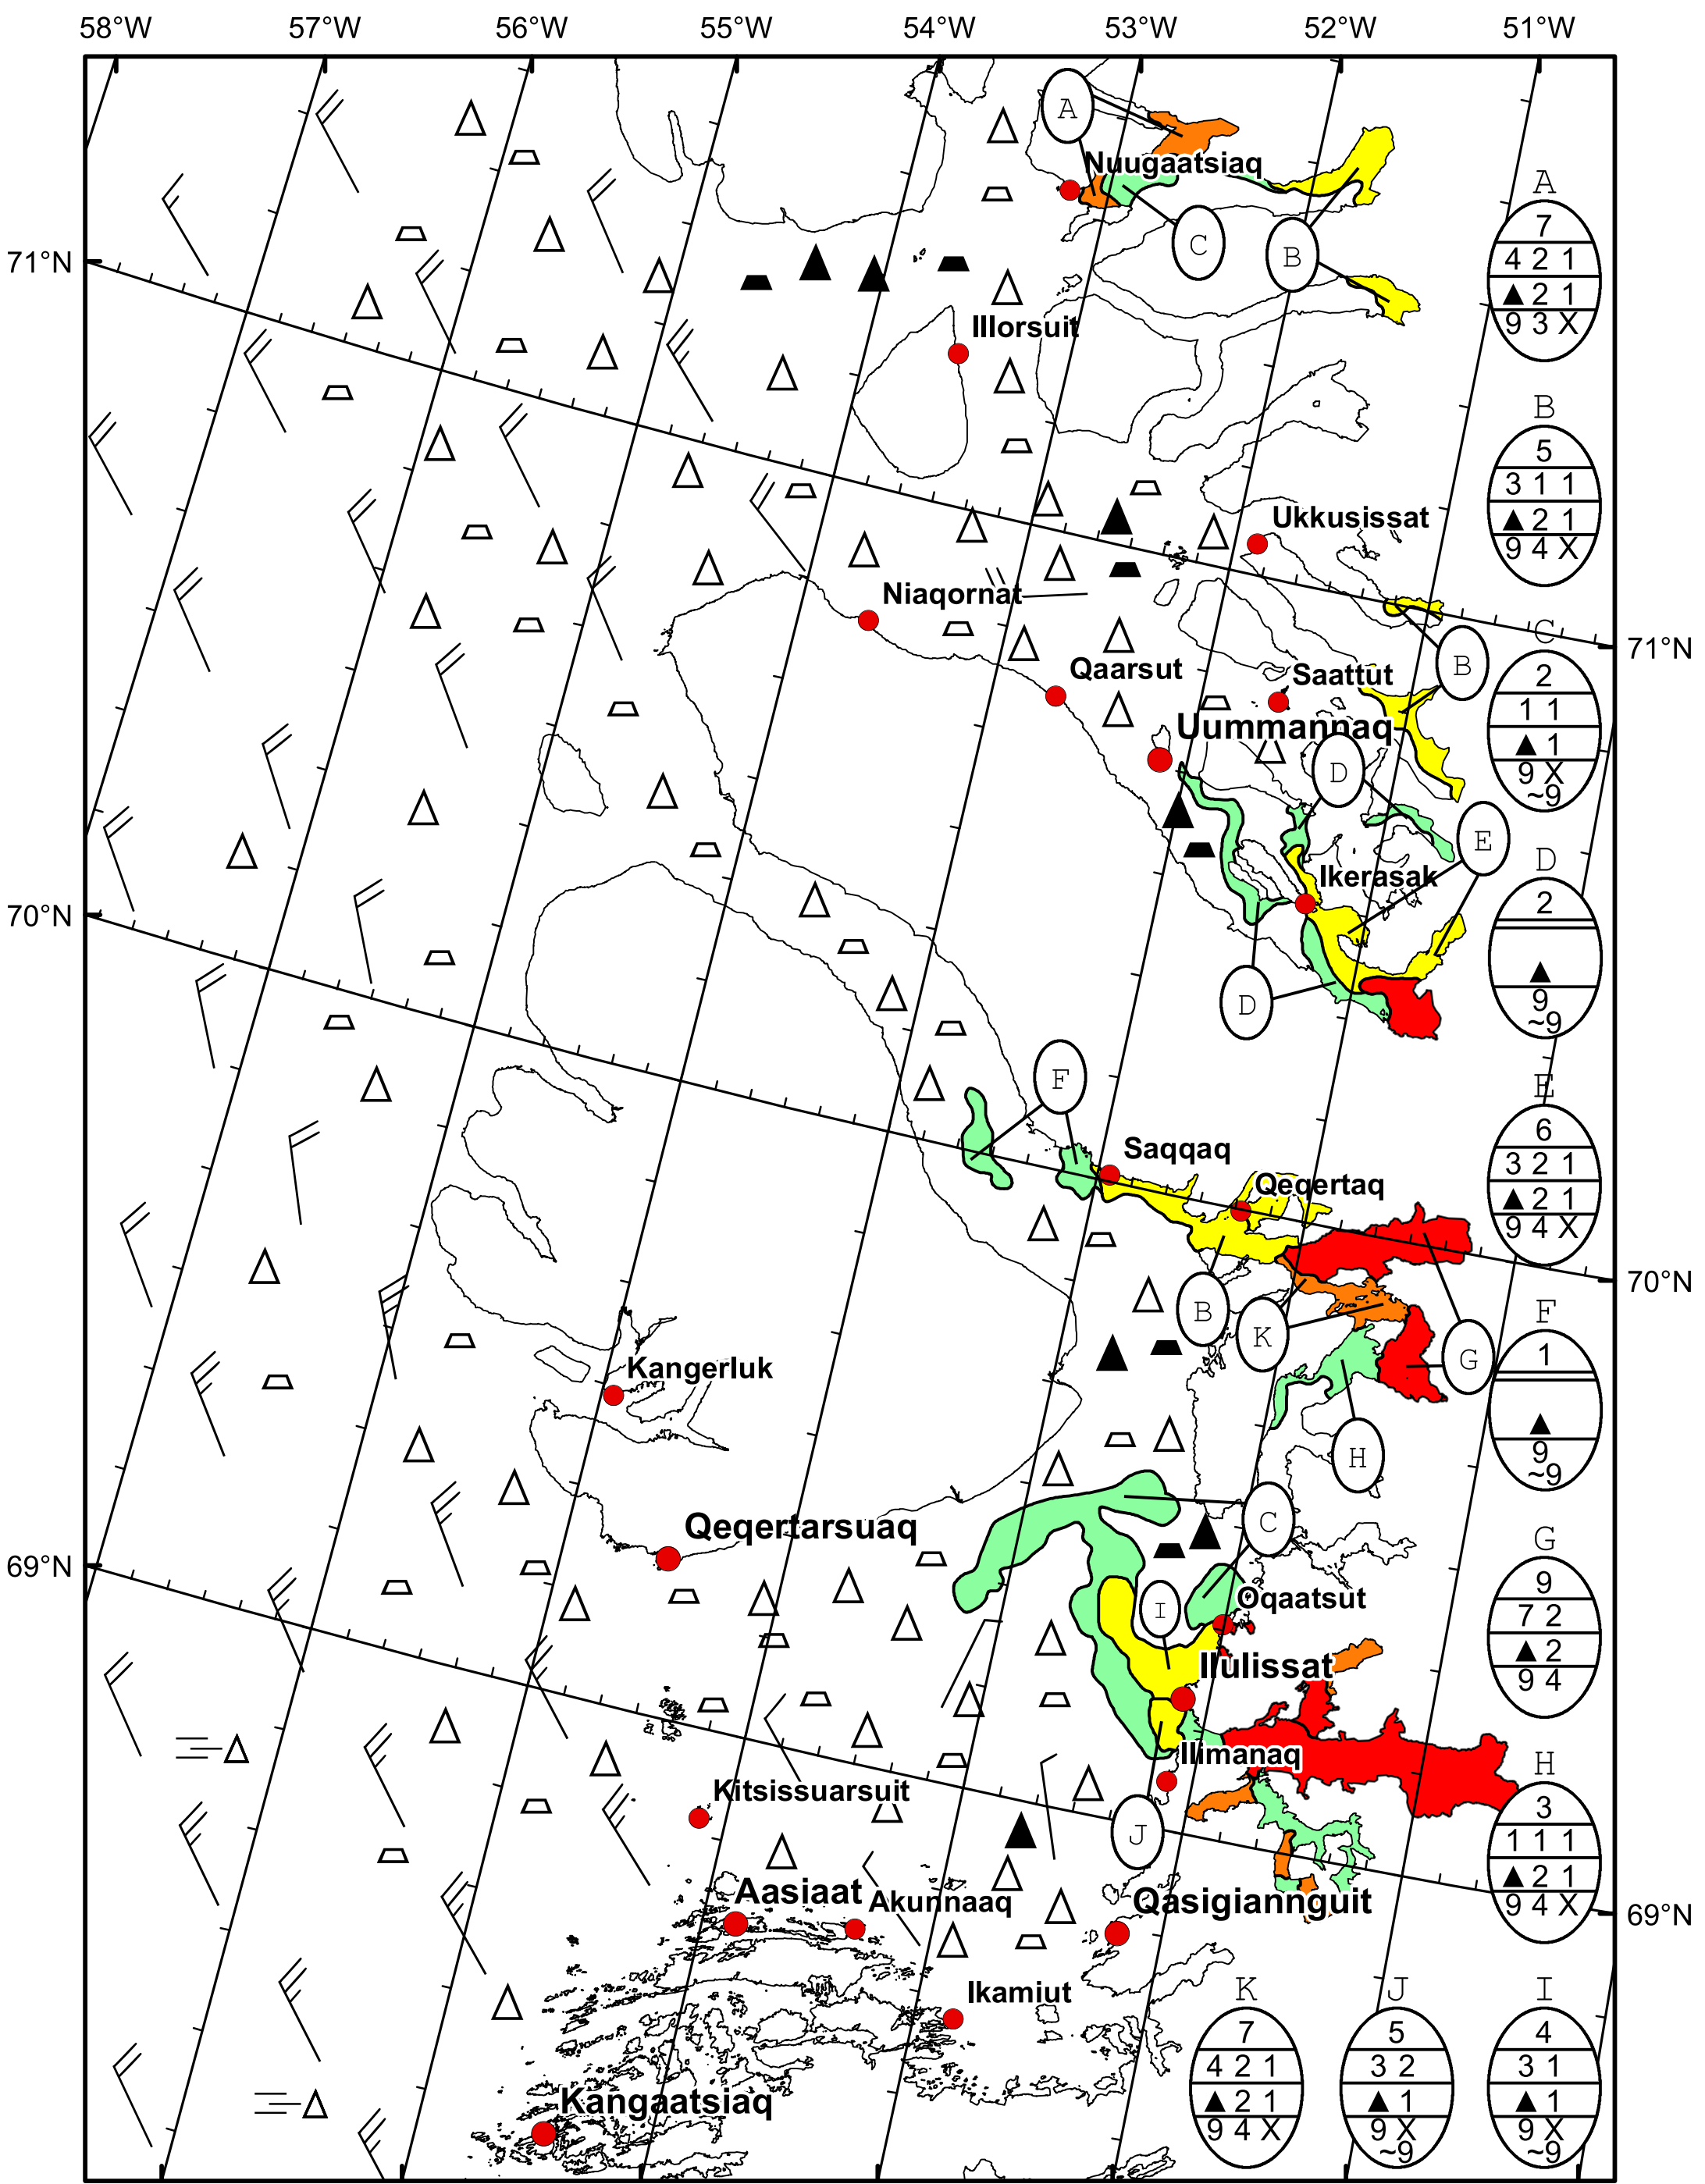 58°W 57°W 56°W 55°W 54°W 53°W 52°W 51°W
A
Nuugaatsiaq
A
7
4 2 1
▲ 2 1
9 3 X
C
B
71°N
Illorsuit
B
5
3 1 1
▲ 2 1
9 4 X
Ukkusissat
Niaqornat
71°N
B
C
2
1 1
▲ 1
9 X
~9
Qaarsut
Saattut
Uummannaq
D
E
Ikerasak
D
2
▲
9
~9
70°N
D
F
E
6
3 2 1
▲ 2 1
9 4 X
Saqqaq
Qeqertaq
70°N
B
K
G
F
1
▲
9
~9
Kangerluk
H
Qeqertarsuaq
C
69°N
G
9
7 2
▲ 2
9 4
I
Oqaatsut
Ilulissat
Ilimanaq
Kitsissuarsuit
J
H
3
1 1 1
▲ 2 1
9 4 X
Aasiaat
Akunnaaq
Qasigiannguit
69°N
Ikamiut
Kangaatsiaq
K
7
4 2 1
▲ 2 1
9 4 X
J
5
3 2
▲ 1
9 X
~9
I
4
3 1
▲ 1
9 X
~9